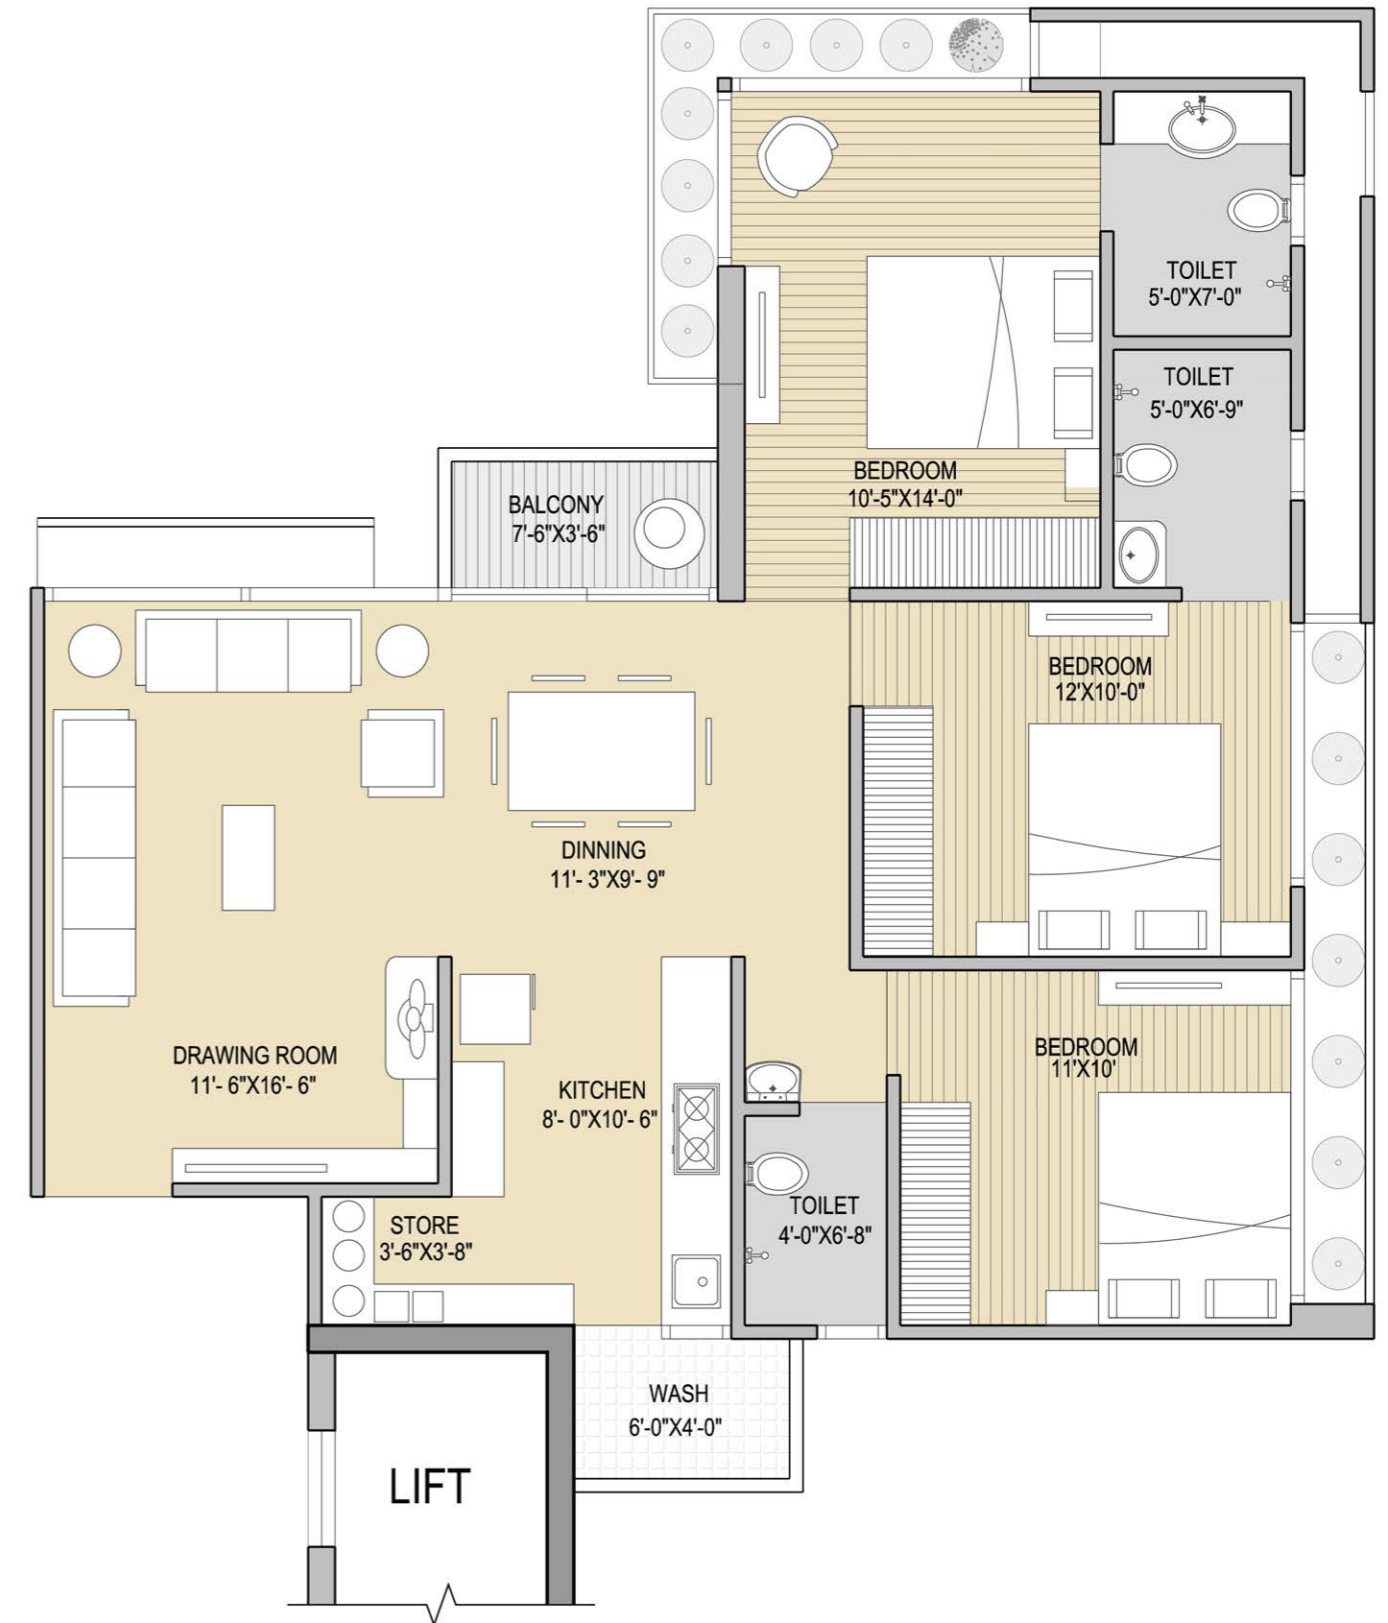 TOILET
5'-0"X7'-0"
TOILET
5'-0"X6'-9"
BEDROOM
10'-5"X14'-0"
BALCONY
7'-6"X3'-6"
BEDROOM
12'X10'-0"
DINNING
11'- 3"X9'- 9"
DRAWING ROOM
11'- 6"X16'- 6"
KITCHEN
8'- 0"X10'- 6"
BEDROOM
11'X10'
STORE
3'-6"X3'-8"
TOILET
4'-0"X6'-8"
WASH
6'-0"X4'-0"
LIFT